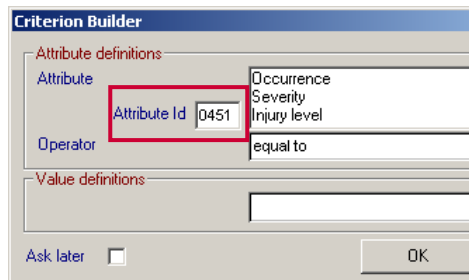 Criterion Builder
Attribute definitions
Attribute
Occurrence
Severity
Attribute Id 0451 Injury level
Operator equal to
Value definitions
Ask later OK